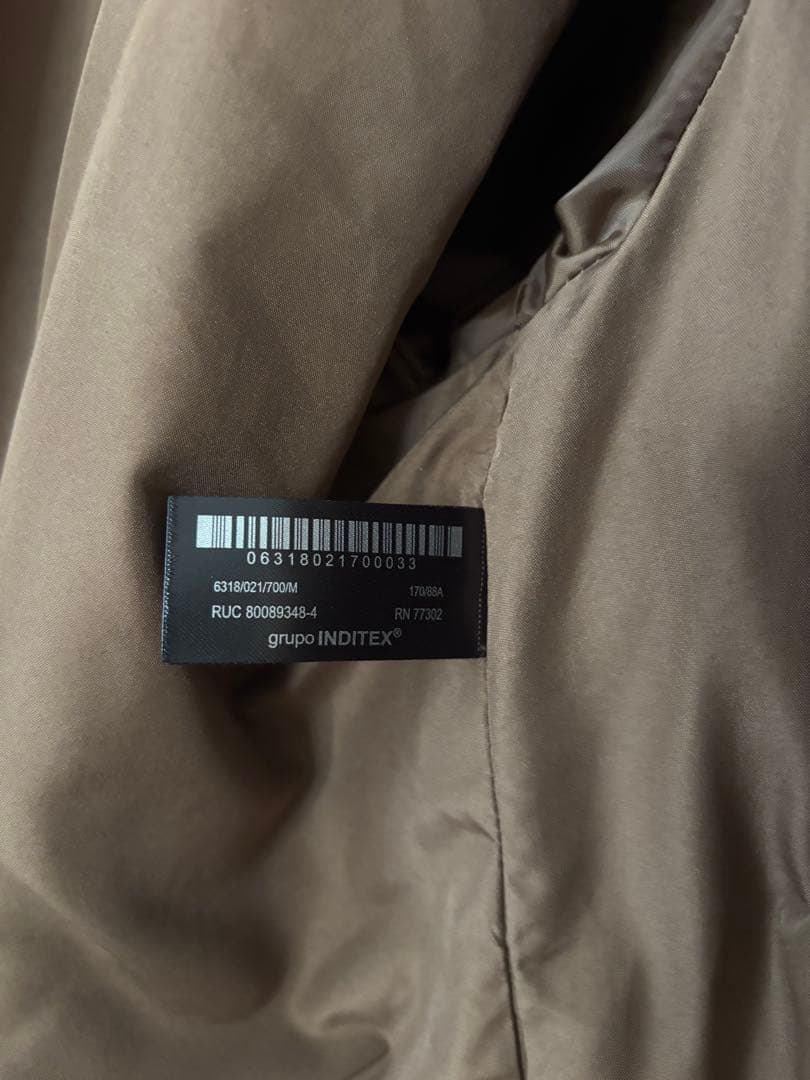 06318021700033
6318/021/700/M 170/88A
RUC 80089348-4 RN 77302
grupo INDITEX®